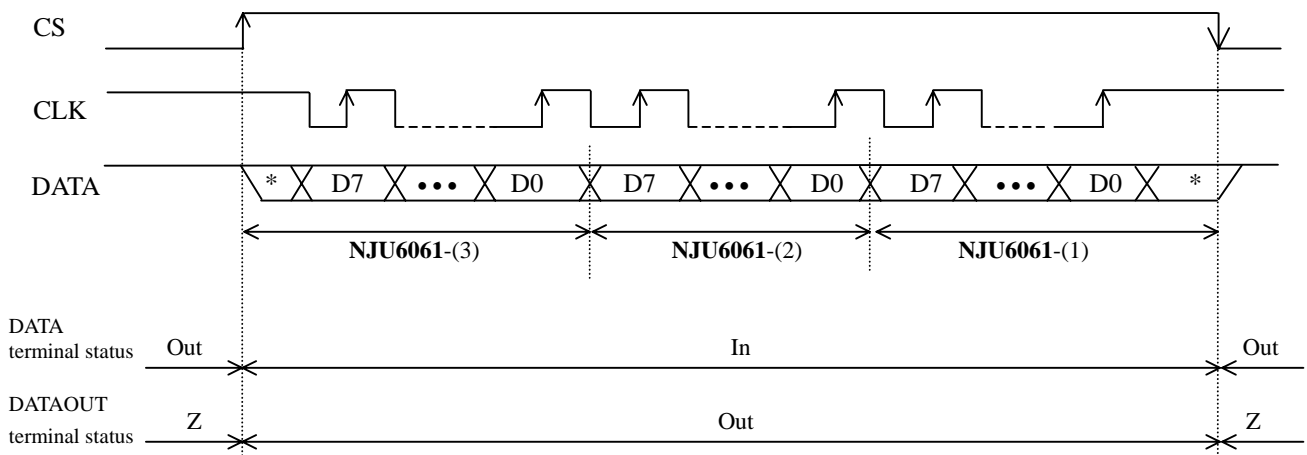 CS
CLK
DATA
* D7 ••• D0 D7 ••• D0 D7 ••• D0 *
NJU6061-(3) NJU6061-(2) NJU6061-(1)
DATA
terminal status Out In Out
DATAOUT
terminal status Z Out Z